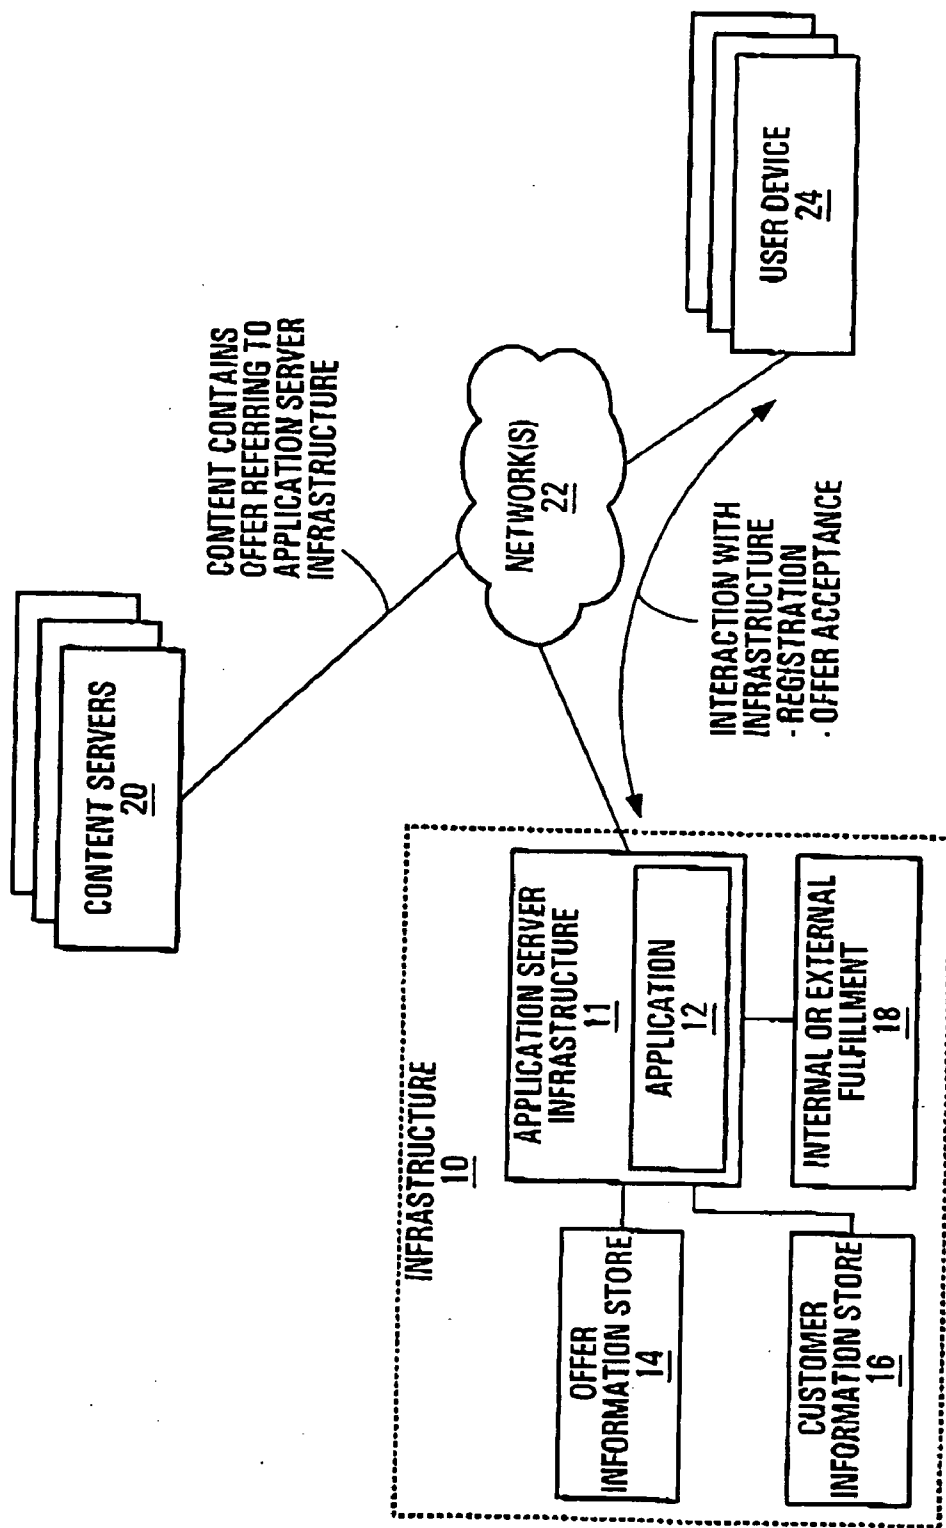 CONTENT SERVERS
20
CONTENT CONTAINS
OFFER REFERRING TO
APPLICATION SERVER
INFRASTRUCTURE
NETWORK(S)
22
USER DEVICE
24
INTERACTION WITH
INFRASTRUCTURE
- REGISTRATION
· OFFER ACCEPTANCE
INFRASTRUCTURE
10
APPLICATION SERVER
INFRASTRUCTURE
11
APPLICATION
12
OFFER
INFORMATION STORE
14
CUSTOMER
INFORMATION STORE
16
INTERNAL OR EXTERNAL
FULFILLMENT
18